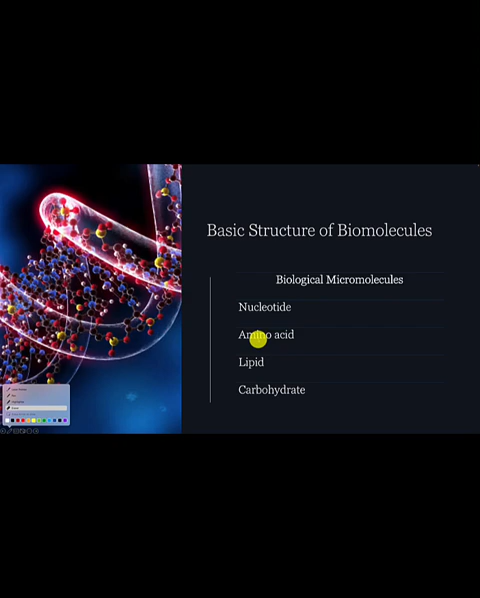 Basic Structure of Biomolecules
Biological Micromolecules
Nucleotide
Amino acid
Lipid
Carbohydrate